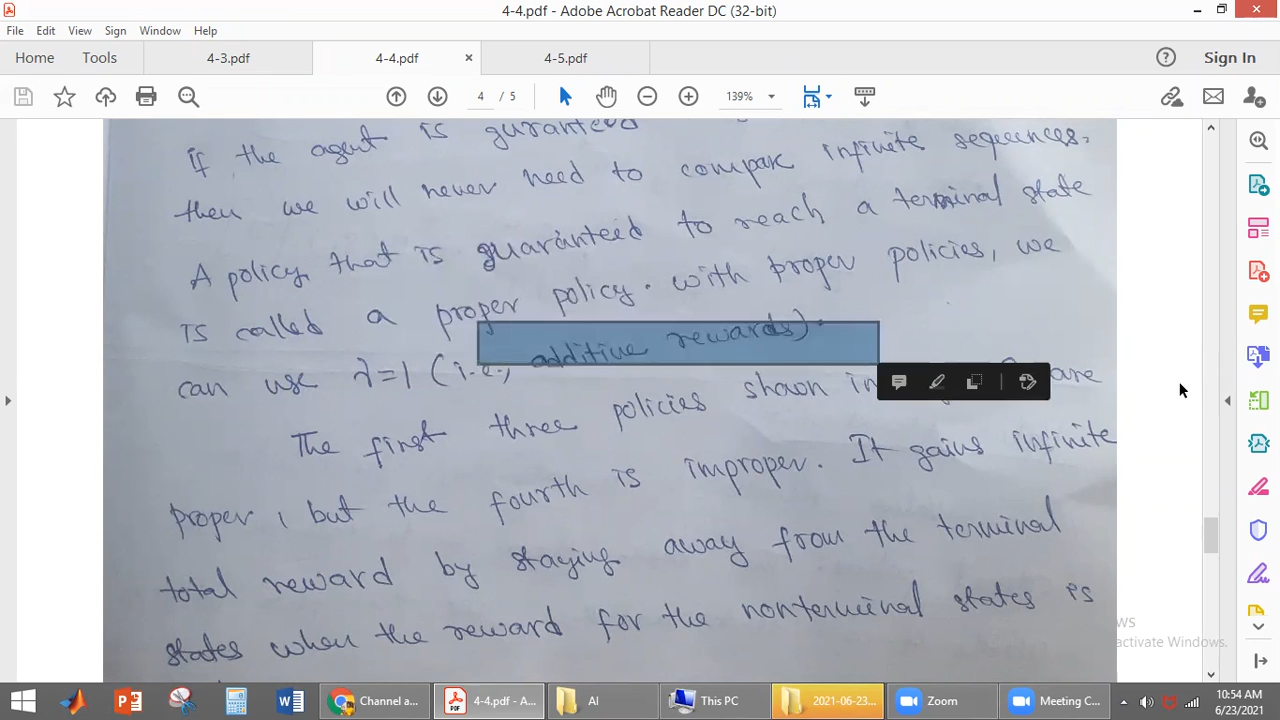 4-4.pdf - Adobe Acrobat Reader DC (32-bit)
File Edit View Sign Window Help
Home Tools 4-3.pdf 4-4.pdf × 4-5.pdf Sign In
4 / 5 139%
If the agent is guranteed
then we will never need to compare infinite sequences.
A policy that is guaranteed to reach a terminal state
is called a proper policy. with proper policies, we
can use λ=1 (i.e., additive rewards).
The first three policies shown in are
proper, but the fourth is improper. It gains infinite
total reward by staying away from the terminal
states when the reward for the nonterminal states is
activate Windows.
Channel a... 4-4.pdf - A... AI This PC 2021-06-23... Zoom Meeting C... 10:54 AM
6/23/2021